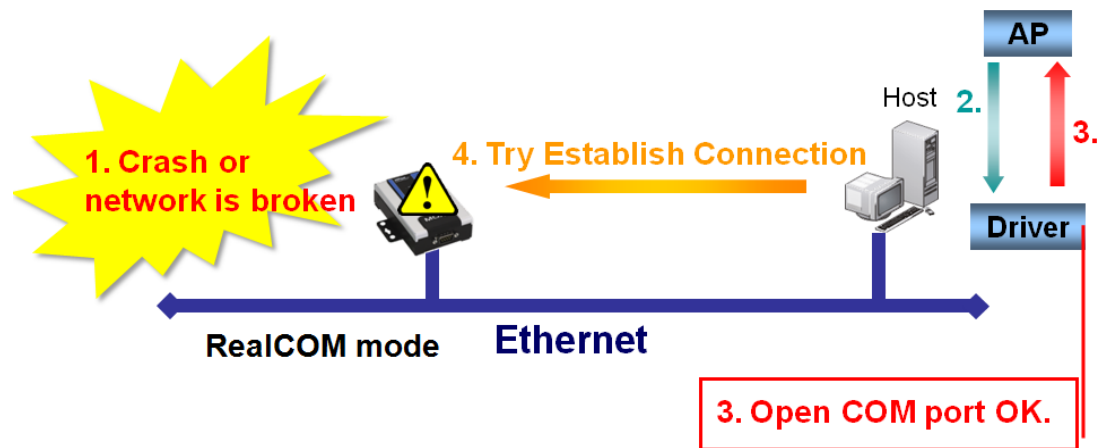 AP
Host
2.
3.
1. Crash or
network is broken
4. Try Establish Connection
Driver
RealCOM mode
Ethernet
3. Open COM port OK.